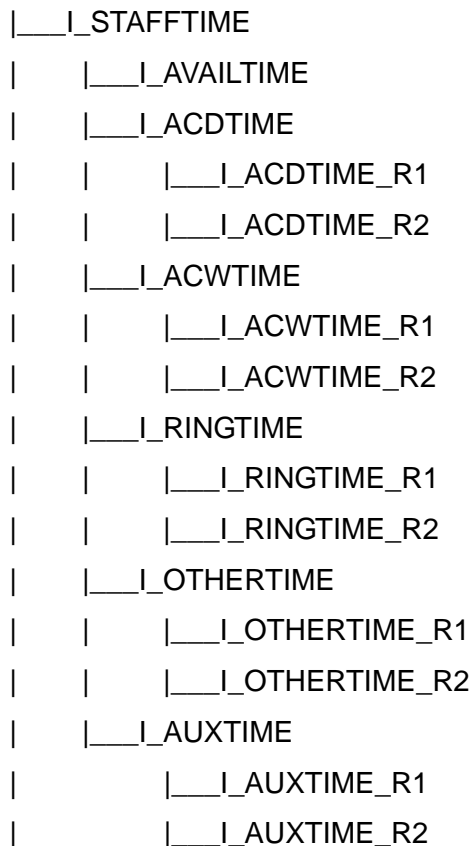 |___I_STAFFTIME
| |___I_AVAILTIME
| |___I_ACDTIME
| | |___I_ACDTIME_R1
| | |___I_ACDTIME_R2
| |___I_ACWTIME
| | |___I_ACWTIME_R1
| | |___I_ACWTIME_R2
| |___I_RINGTIME
| | |___I_RINGTIME_R1
| | |___I_RINGTIME_R2
| |___I_OTHERTIME
| | |___I_OTHERTIME_R1
| | |___I_OTHERTIME_R2
| |___I_AUXTIME
| |___I_AUXTIME_R1
| |___I_AUXTIME_R2